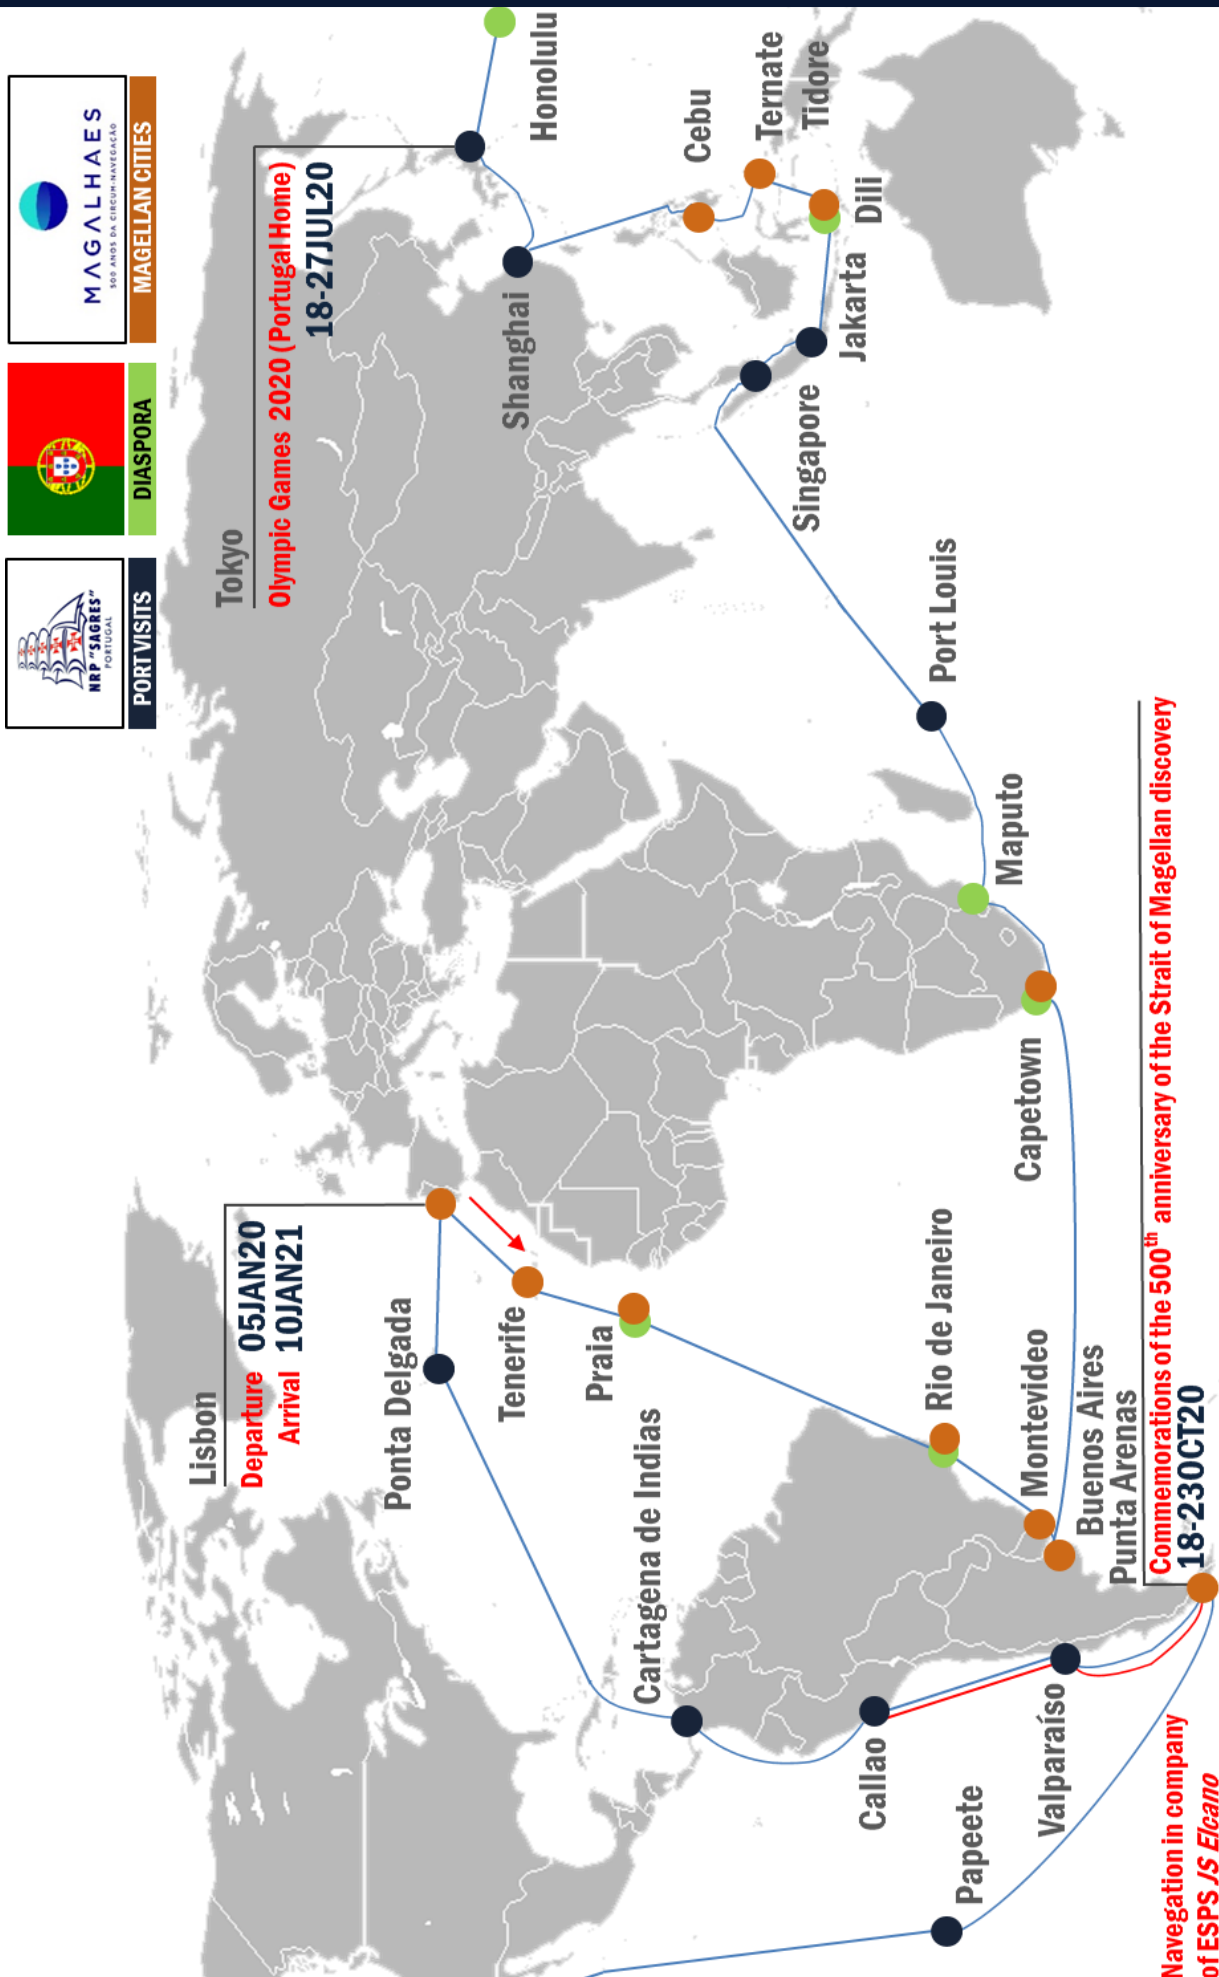 NRP "SAGRES"
PORTUGAL
PORT VISITS
DIASPORA
MAGALHAES
500 ANOS DA CIRCUM-NAVEGAÇÃO
MAGELLAN CITIES
Lisbon
Departure 05JAN20
Arrival 10JAN21
Tokyo
Olympic Games 2020 (Portugal Home)
18-27JUL20
Ponta Delgada
Tenerife
Praia
Cartagena de Indias
Shanghai
Honolulu
Cebu
Ternate
Tidore
Dili
Jakarta
Singapore
Port Louis
Maputo
Capetown
Rio de Janeiro
Montevideo
Buenos Aires
Punta Arenas
Commemorations of the 500th anniversary of the Strait of Magellan discovery
18-23OCT20
Callao
Valparaíso
Papeete
Navegation in company
of ESPS JS Elcano